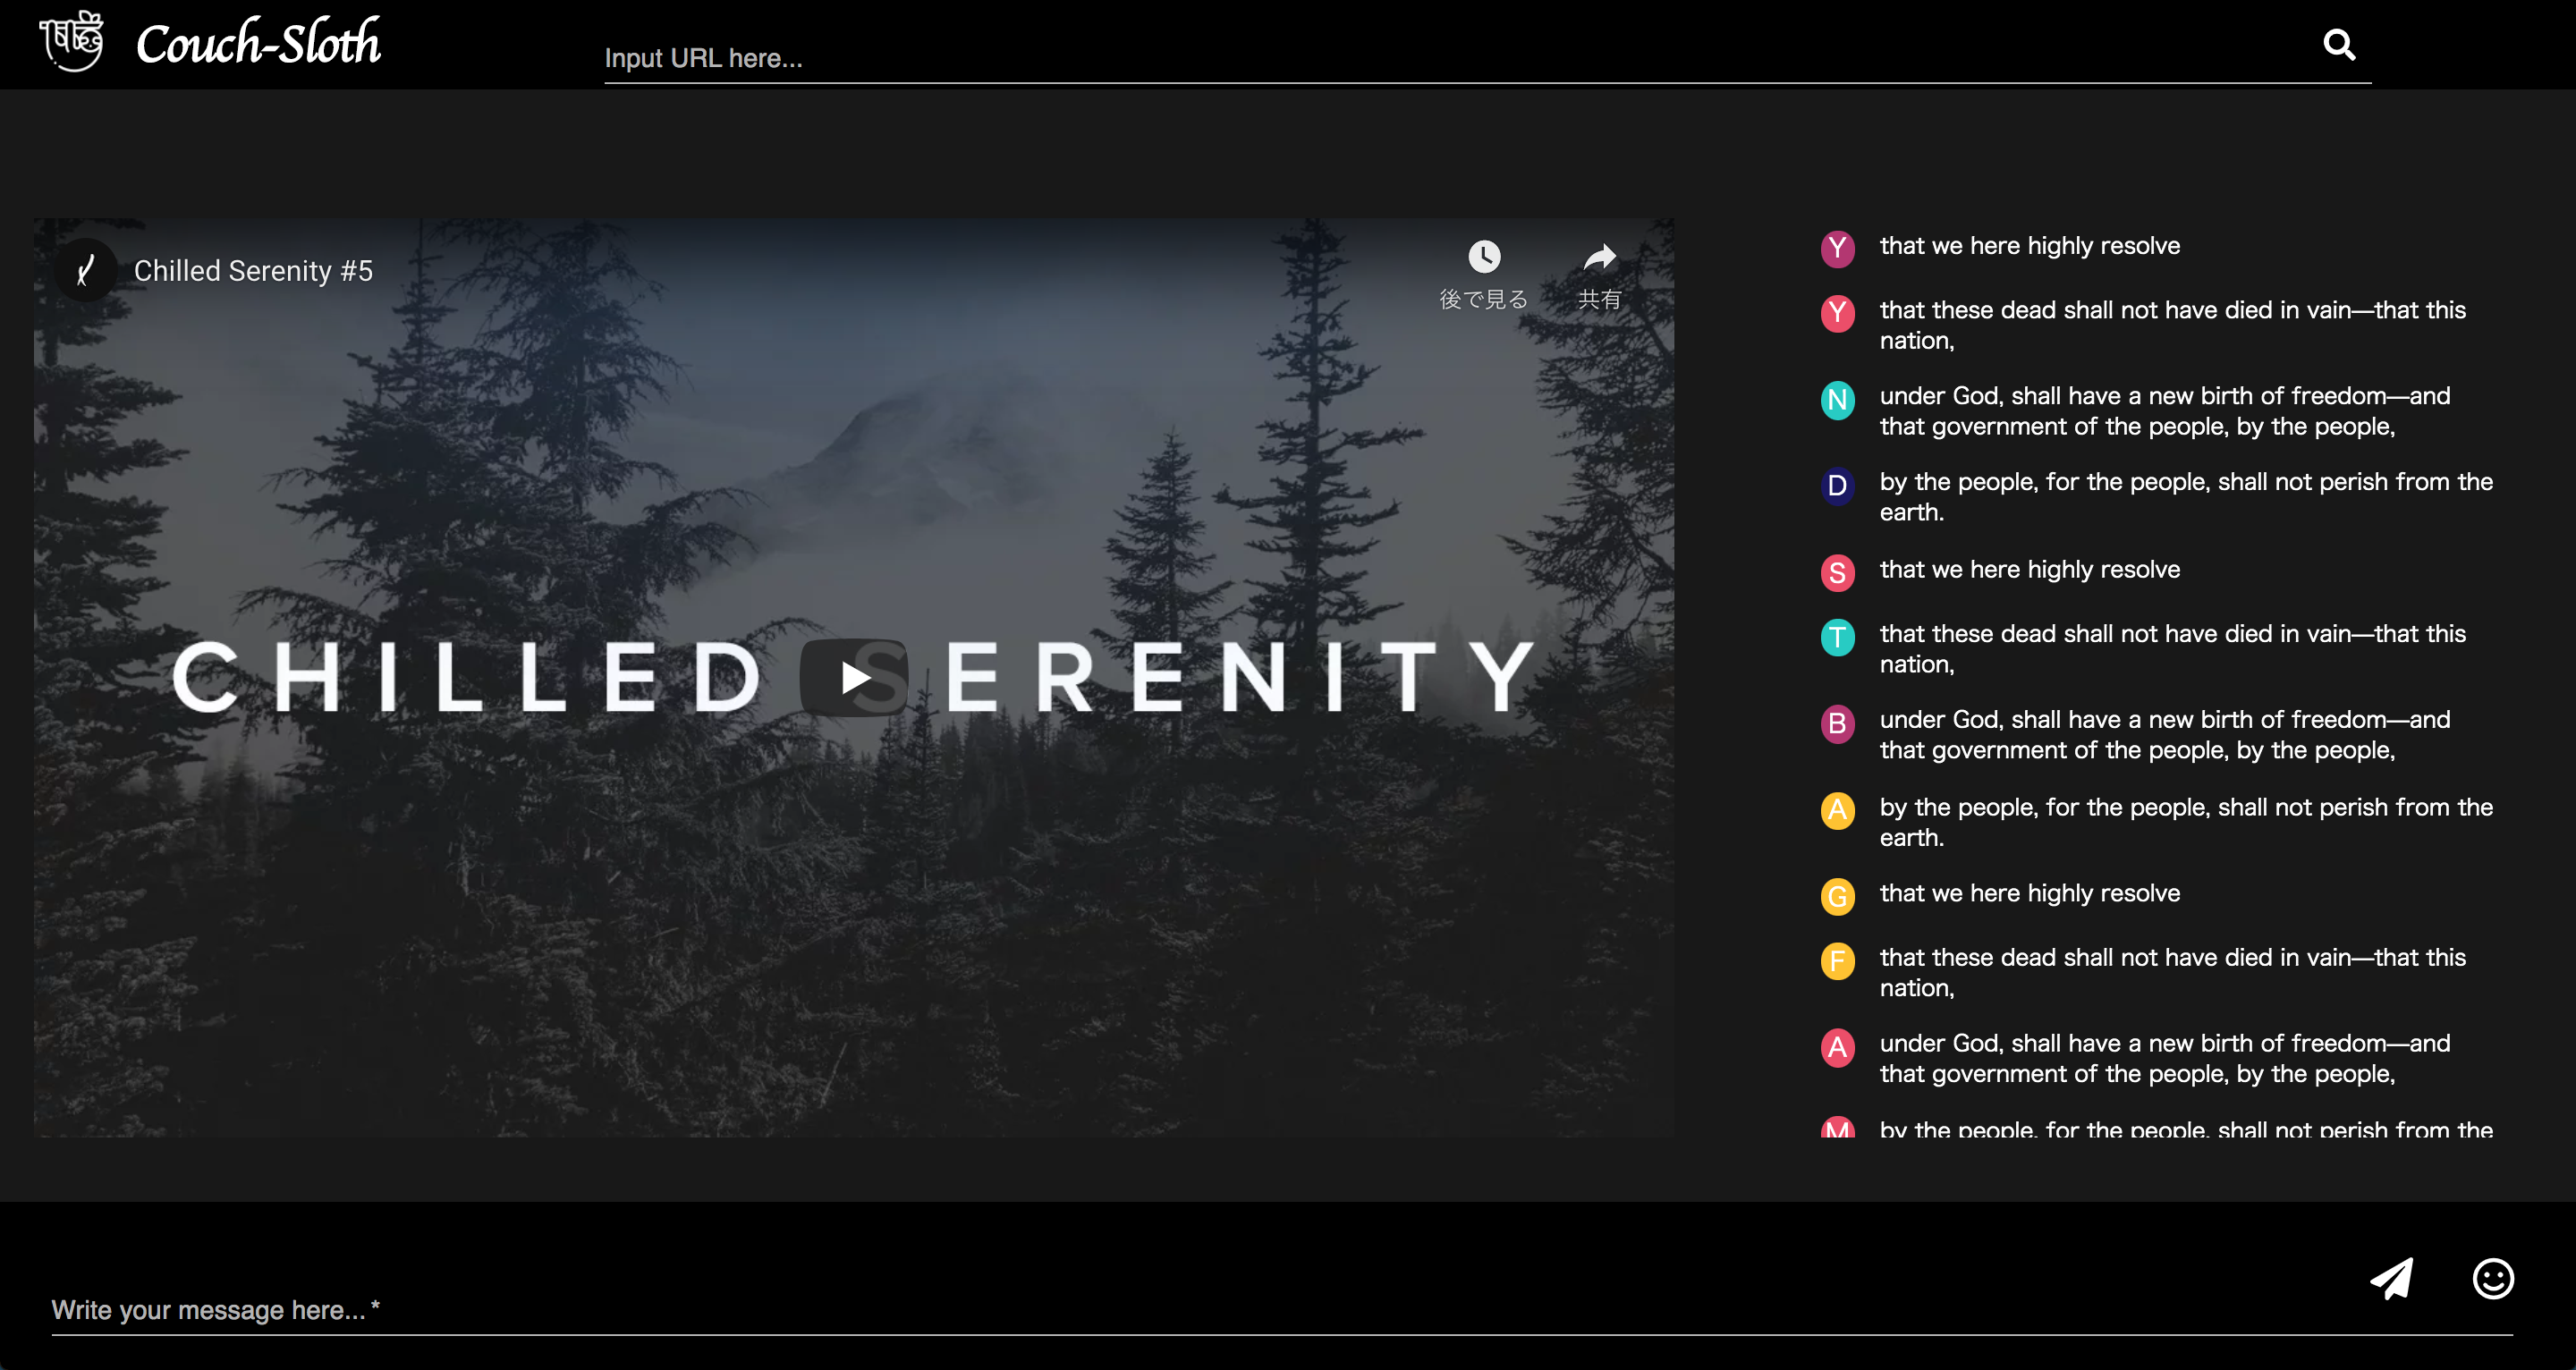 Couch-Sloth
Input URL here...
Chilled Serenity #5
後で見る
共有
CHILLED SERENITY
Y
that we here highly resolve
Y
that these dead shall not have died in vain—that this
nation,
N
under God, shall have a new birth of freedom—and
that government of the people, by the people,
D
by the people, for the people, shall not perish from the
earth.
S
that we here highly resolve
T
that these dead shall not have died in vain—that this
nation,
B
under God, shall have a new birth of freedom—and
that government of the people, by the people,
A
by the people, for the people, shall not perish from the
earth.
G
that we here highly resolve
F
that these dead shall not have died in vain—that this
nation,
A
under God, shall have a new birth of freedom—and
that government of the people, by the people,
M
by the people, for the people, shall not perish from the
Write your message here... *